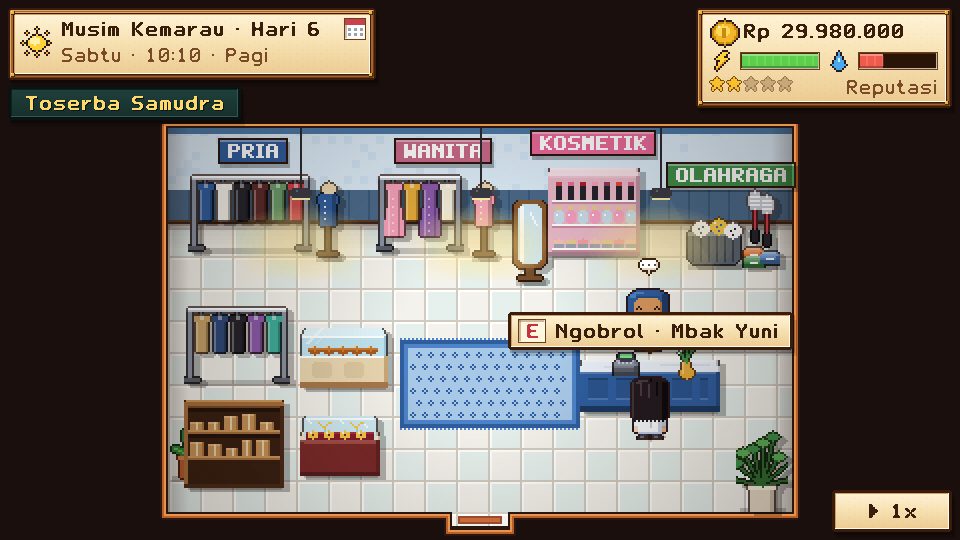 Musim Kemarau · Hari 6
Sabtu · 10:10 · Pagi
Rp 29.980.000
Reputasi
Toserba Samudra
PRIA
WANITA
KOSMETIK
OLAHRAGA
E Ngobrol · Mbak Yuni
1x